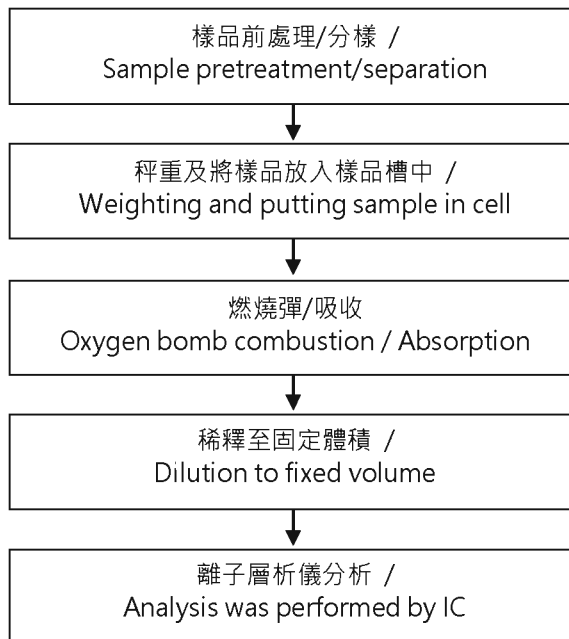 樣品前處理/分樣 /
Sample pretreatment/separation
秤重及將樣品放入樣品槽中 /
Weighting and putting sample in cell
燃燒彈/吸收
Oxygen bomb combustion / Absorption
稀釋至固定體積 /
Dilution to fixed volume
離子層析儀分析 /
Analysis was performed by IC